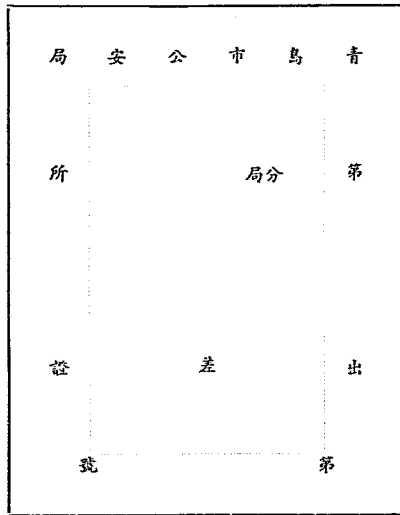 青島市公安局
第分局所
出差證
第號